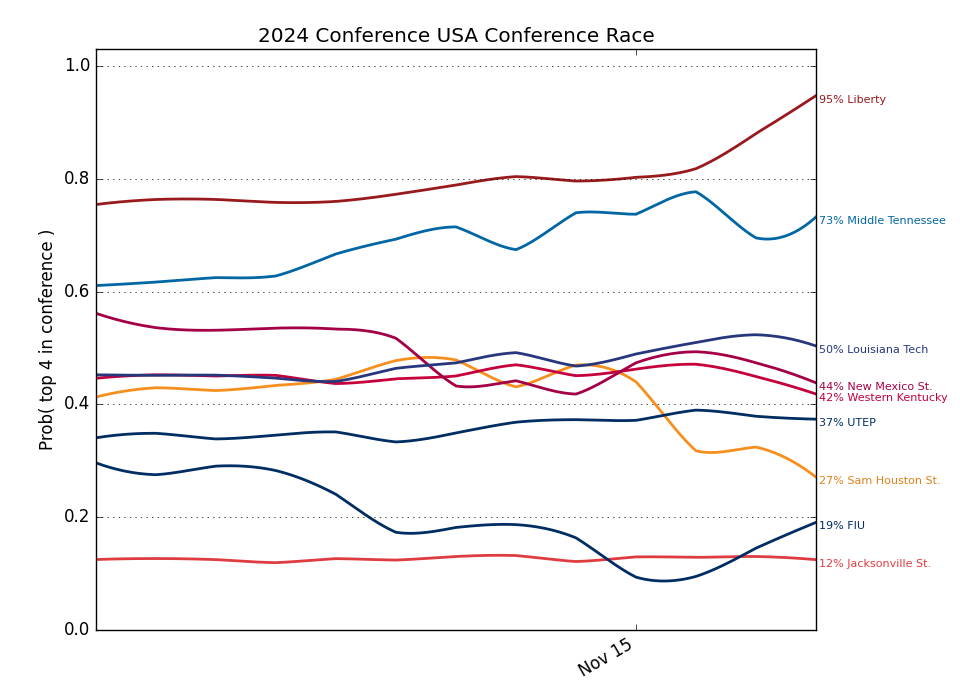 2024 Conference USA Conference Race
Prob( top 4 in conference )
1.0
0.8
0.6
0.4
0.2
0.0
95% Liberty
73% Middle Tennessee
50% Louisiana Tech
44% New Mexico St.
42% Western Kentucky
37% UTEP
27% Sam Houston St.
19% FIU
12% Jacksonville St.
Nov 15